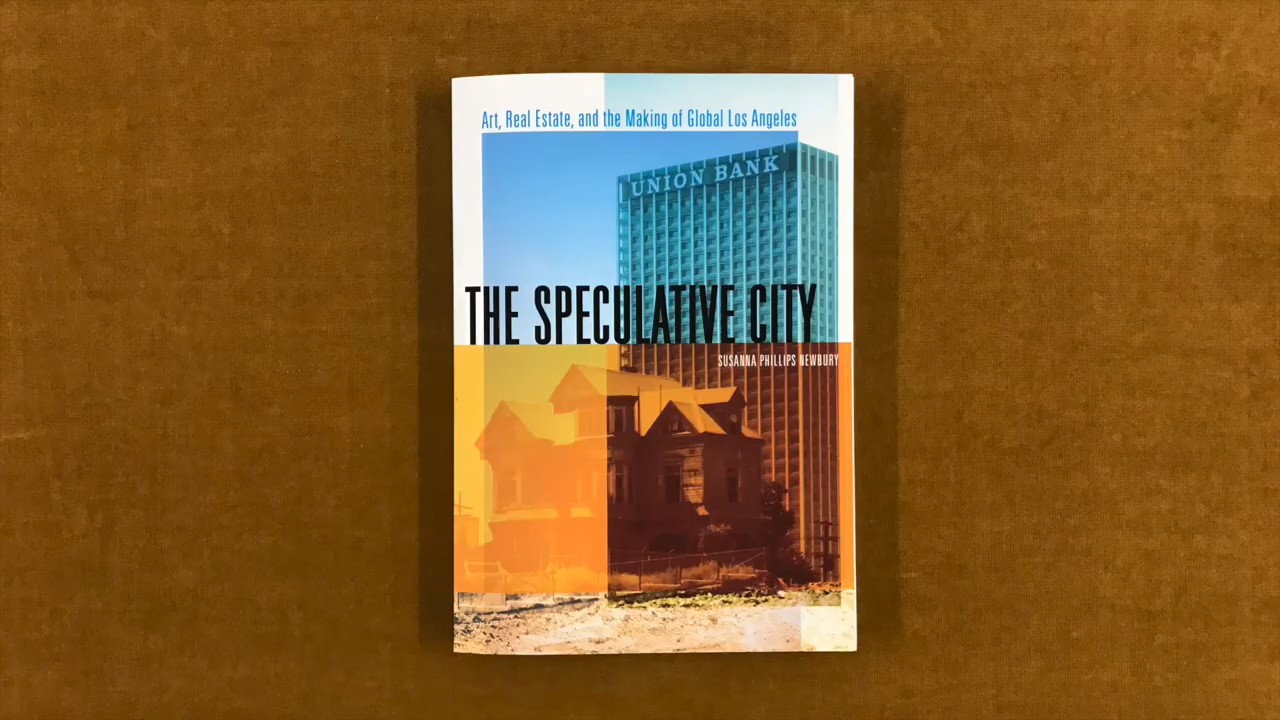 Art, Real Estate, and the Making of Global Los Angeles
UNION BANK
THE SPECULATIVE CITY
SUSANNA PHILLIPS NEWBURY